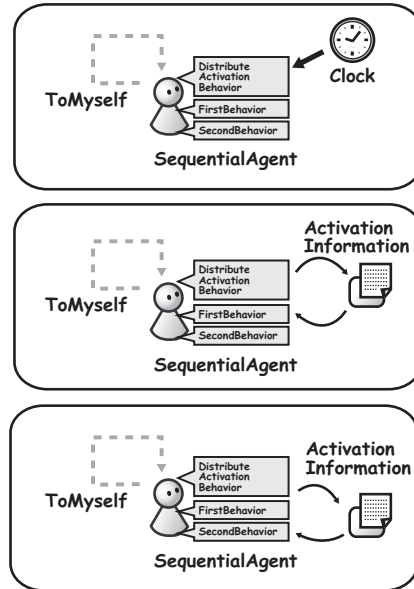 Distribute
Activation
Behavior
Clock
ToMyself
FirstBehavior
SecondBehavior
SequentialAgent
Activation
Information
Distribute
Activation
Behavior
ToMyself
FirstBehavior
SecondBehavior
SequentialAgent
Activation
Information
Distribute
Activation
Behavior
ToMyself
FirstBehavior
SecondBehavior
SequentialAgent